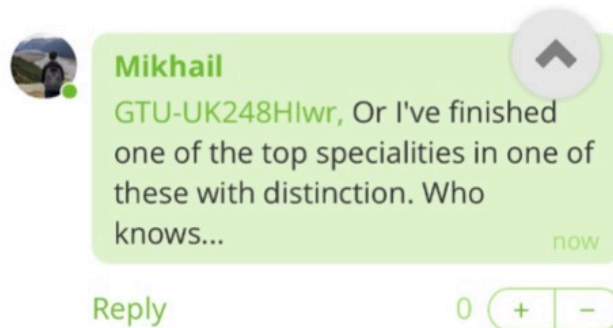 Mikhail
GTU-UK248HIwr, Or I've finished
one of the top specialities in one of
these with distinction. Who
knows...
now
Reply
0
+
−